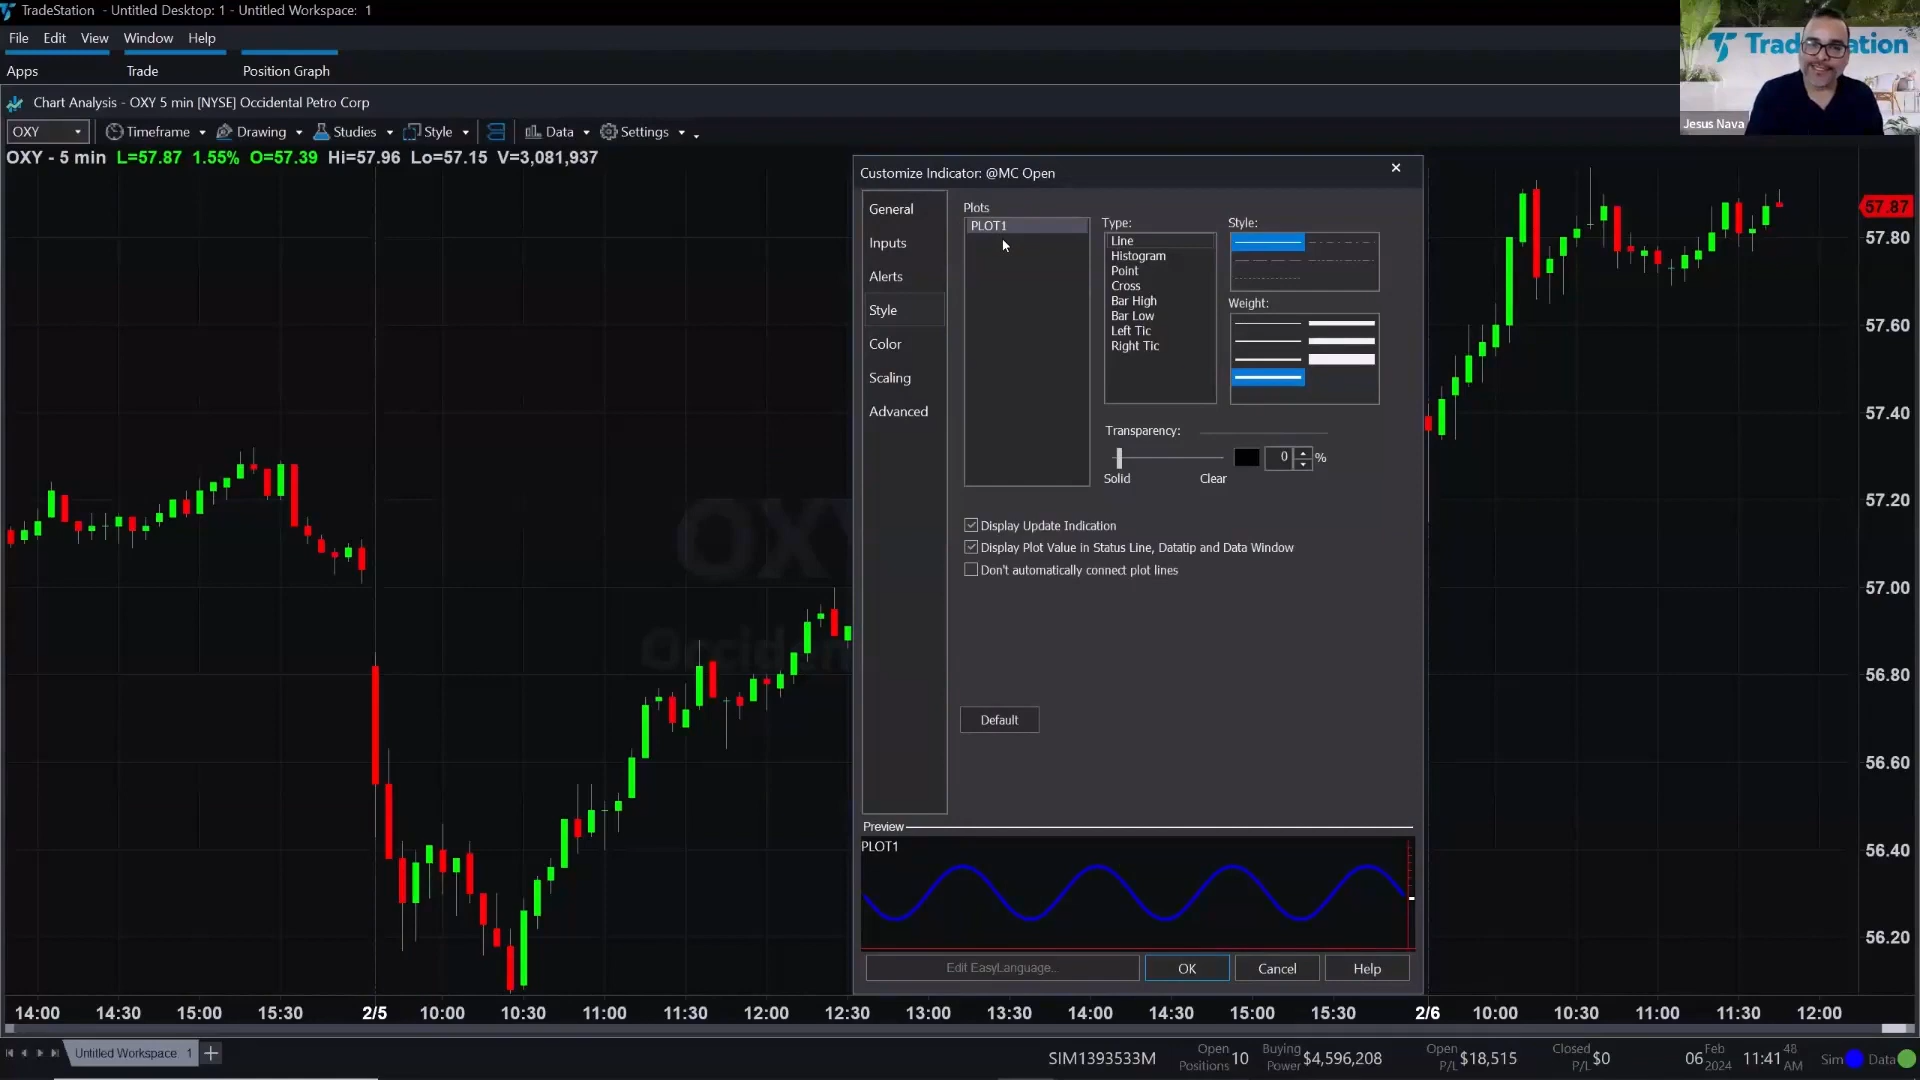 TradeStation - Untitled Desktop: 1 - Untitled Workspace: 1
File Edit View Window Help
Apps Trade Position Graph
Chart Analysis - OXY 5 min [NYSE] Occidental Petro Corp
OXY Timeframe Drawing Studies Style Data Settings
OXY - 5 min L=57.87 1.55% O=57.39 Hi=57.96 Lo=57.15 V=3,081,937
Jesus Nava
Customize Indicator: @MC Open
General
Inputs
Alerts
Style
Color
Scaling
Advanced
Plots
PLOT1
Type:
Line
Histogram
Point
Cross
Bar High
Bar Low
Left Tic
Right Tic
Style:
Weight:
Transparency:
0 %
Solid Clear
Display Update Indication
Display Plot Value in Status Line, Datatip and Data Window
Don't automatically connect plot lines
Default
Preview
PLOT1
Edit EasyLanguage... OK Cancel Help
OXY
57.87
57.80
57.60
57.40
57.20
57.00
56.80
56.60
56.40
56.20
14:00 14:30 15:00 15:30 2/5 10:00 10:30 11:00 11:30 12:00 12:30 13:00 13:30 14:00 14:30 15:00 15:30 2/6 10:00 10:30 11:00 11:30 12:00
Untitled Workspace 1
SIM1393533M Open Positions 10 Buying Power $4,596,208 Open P/L $18,515 Closed P/L $0 06 Feb 2024 11:41 48 AM Sim Data